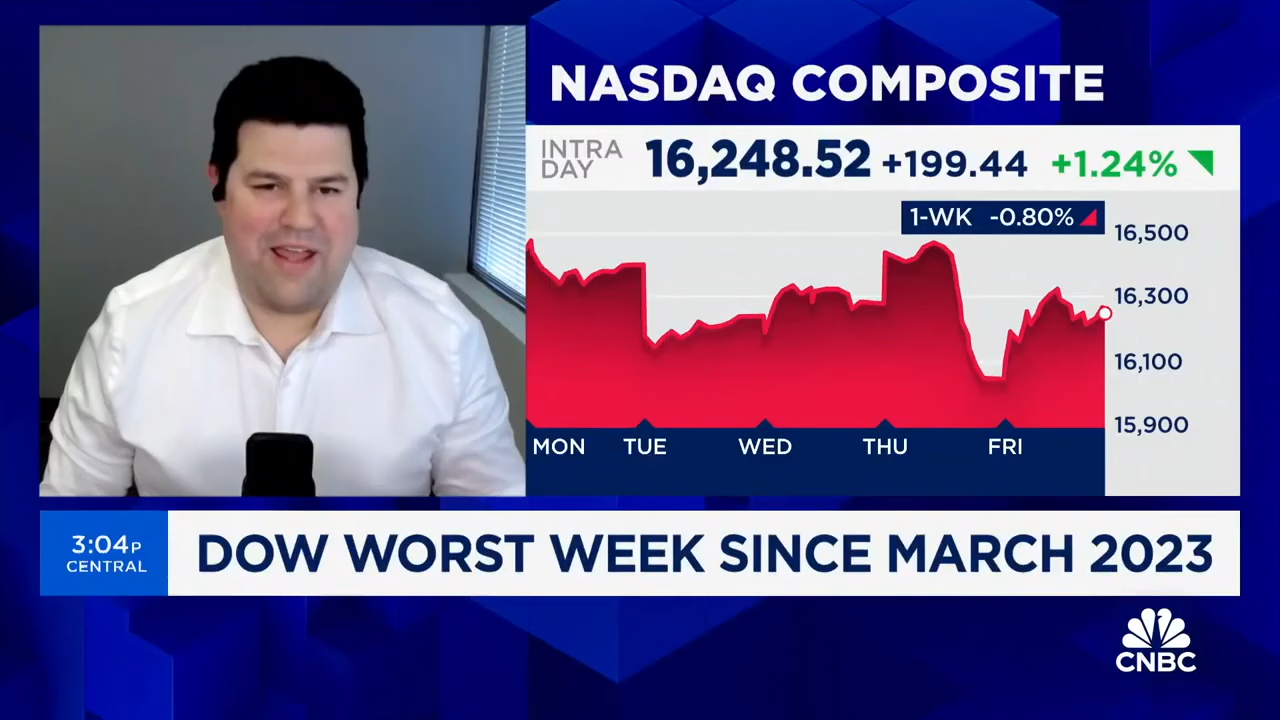 NASDAQ COMPOSITE
INTRA
DAY
16,248.52 +199.44 +1.24%
1-WK -0.80%
16,500
16,300
16,100
15,900
MON TUE WED THU FRI
3:04P
CENTRAL
DOW WORST WEEK SINCE MARCH 2023
CNBC